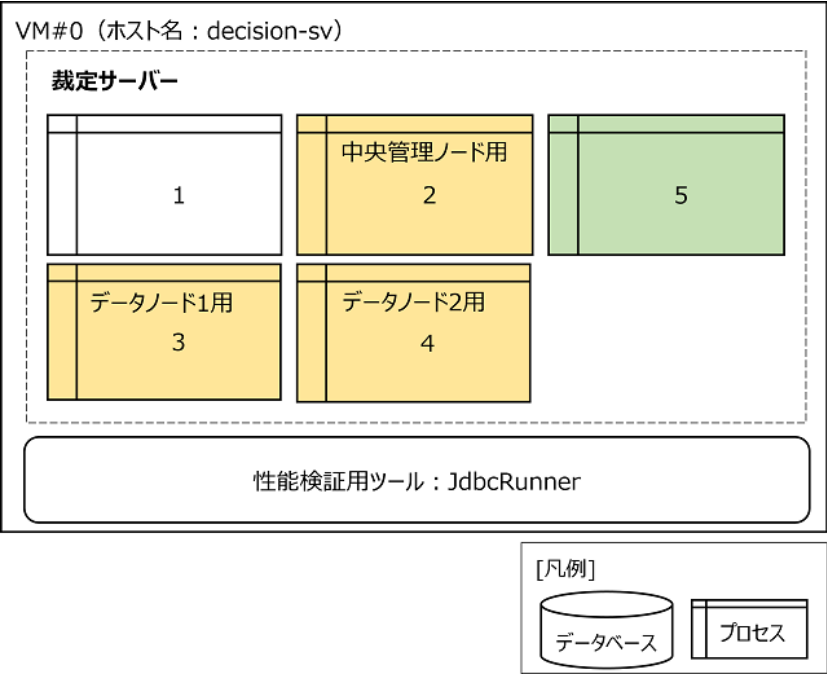 VM#0（ホスト名：decision-sv）
裁定サーバー
1
中央管理ノード用
2
5
データノード1用
3
データノード2用
4
性能検証用ツール：JdbcRunner
[凡例]
データベース
プロセス